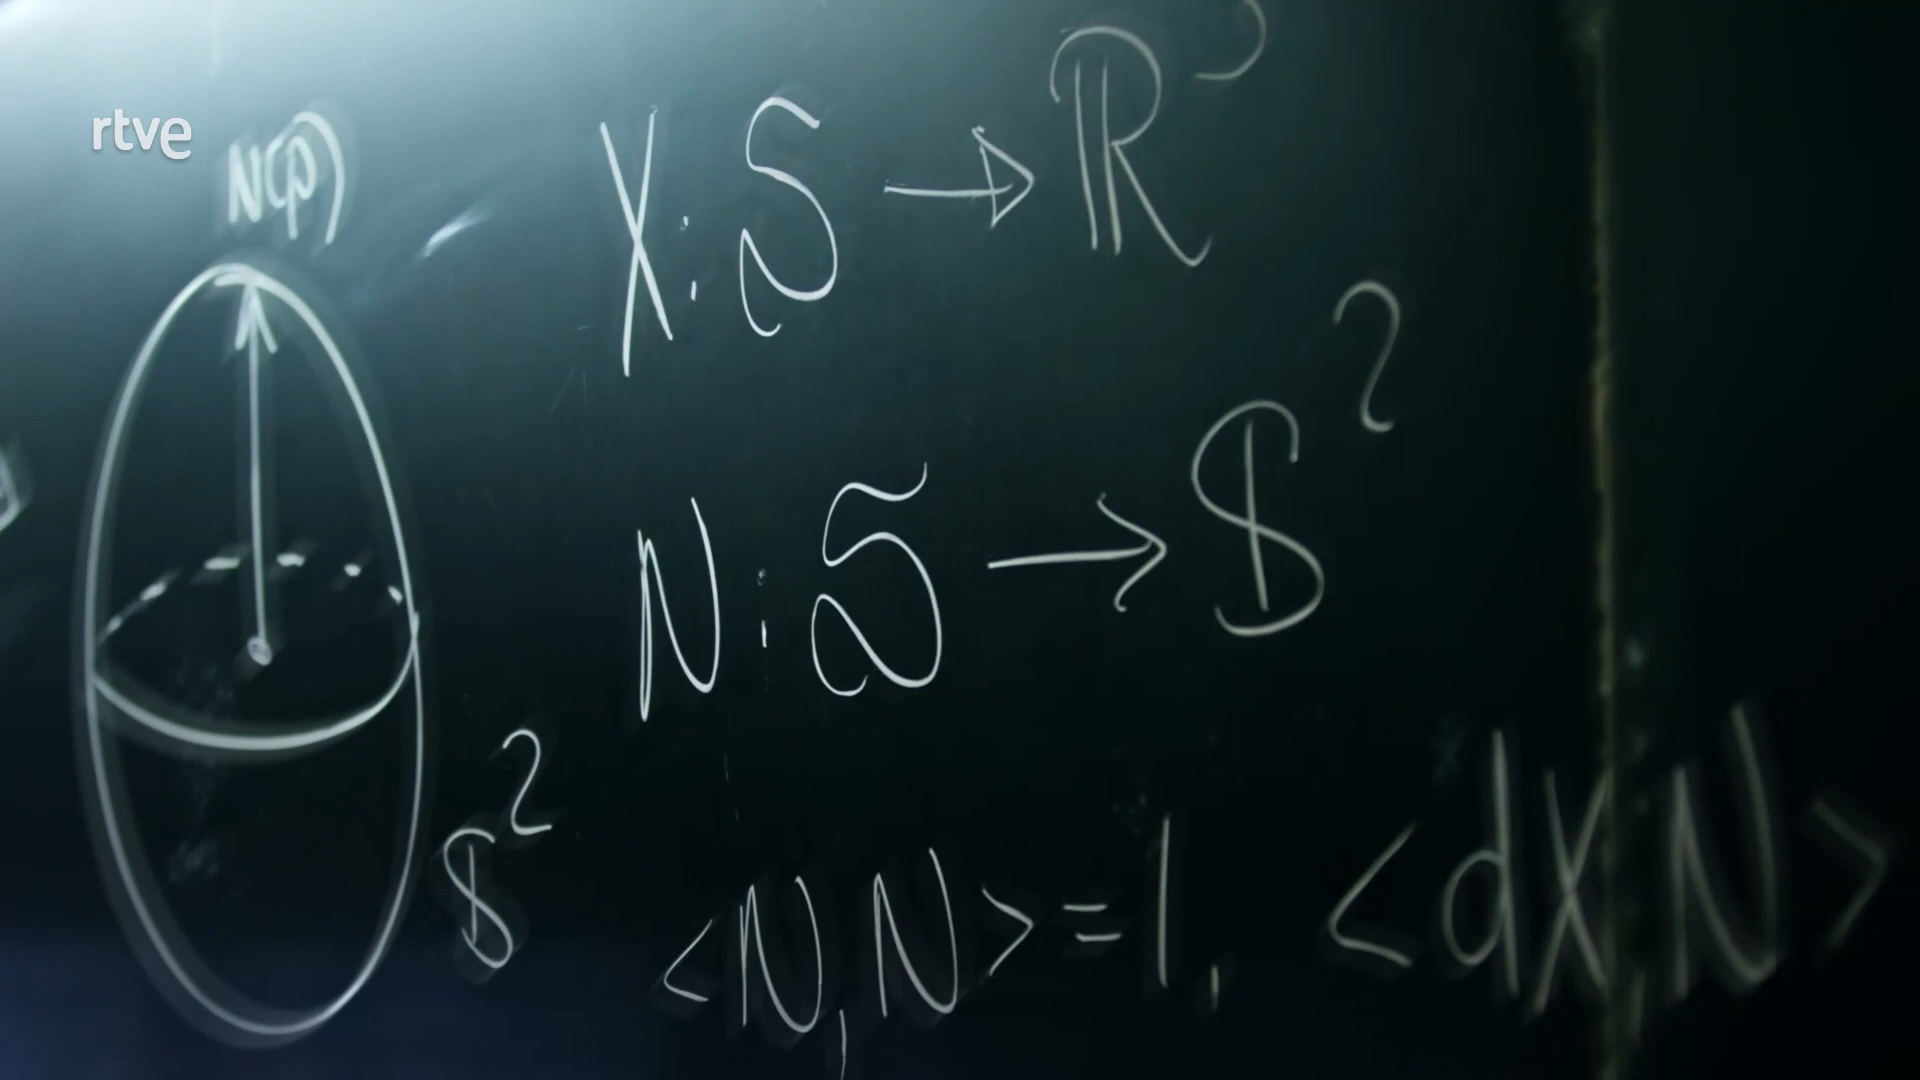 rtve
N(p)
X: S → ℝ³
N: S → 𝕊²
𝕊²
<N,N>=1, <dX,N>